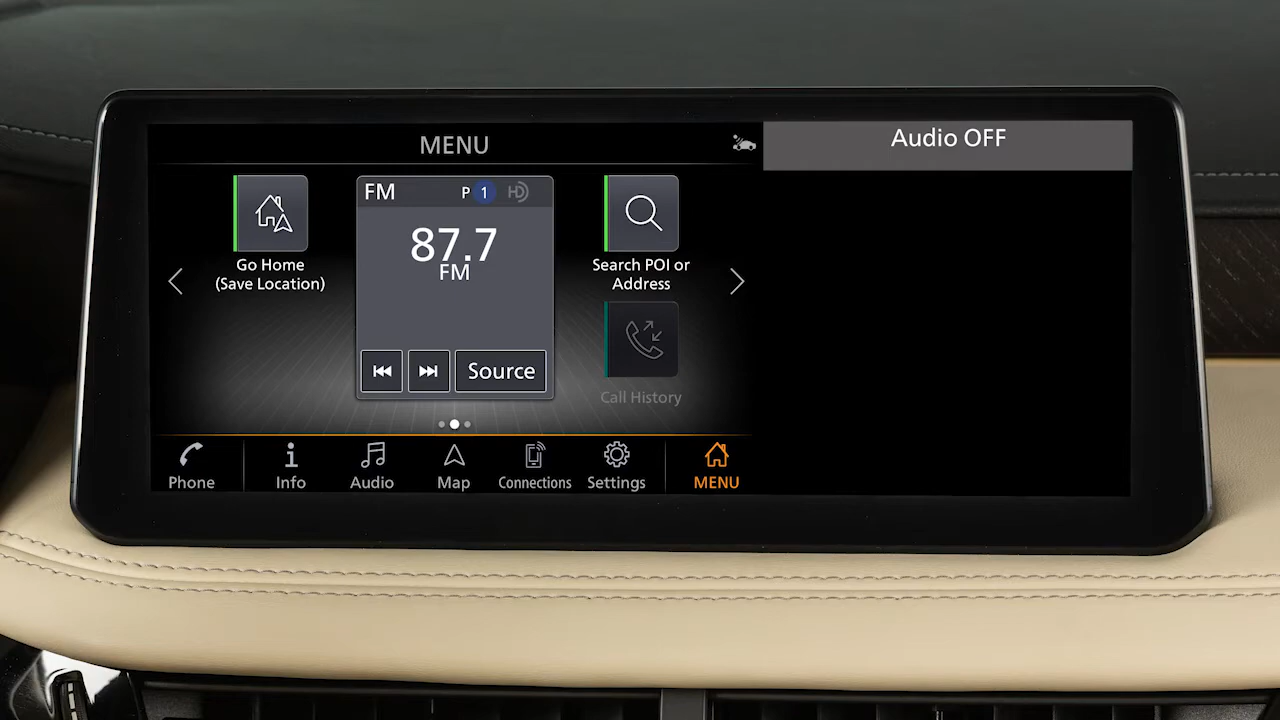 MENU
Audio OFF
FM P 1 HD
87.7
FM
Go Home
(Save Location)
Search POI or
Address
Source
Call History
Phone
Info
Audio
Map
Connections
Settings
MENU